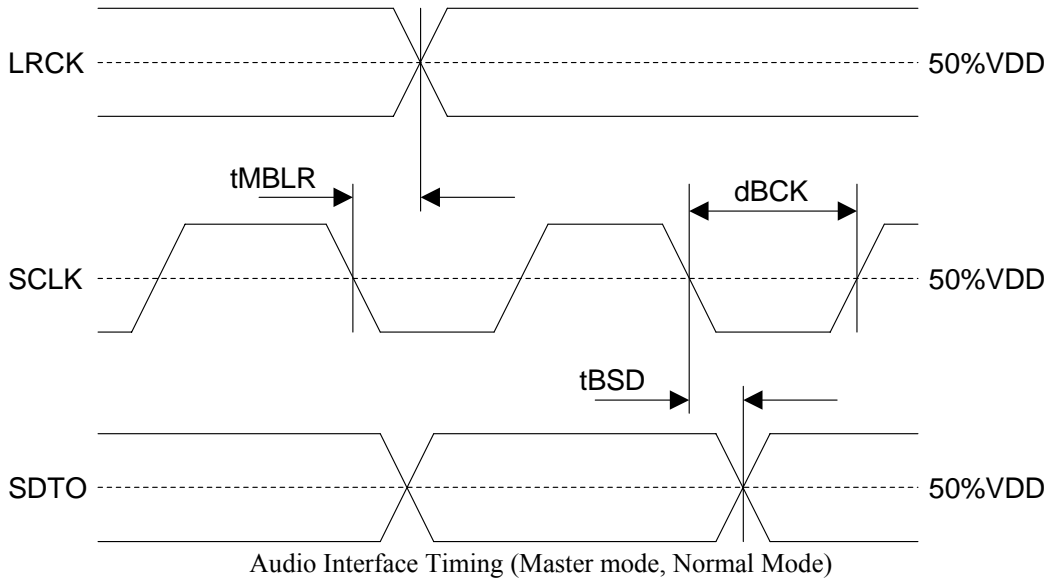 LRCK
50%VDD
tMBLR
dBCK
SCLK
50%VDD
tBSD
SDTO
50%VDD
Audio Interface Timing (Master mode, Normal Mode)